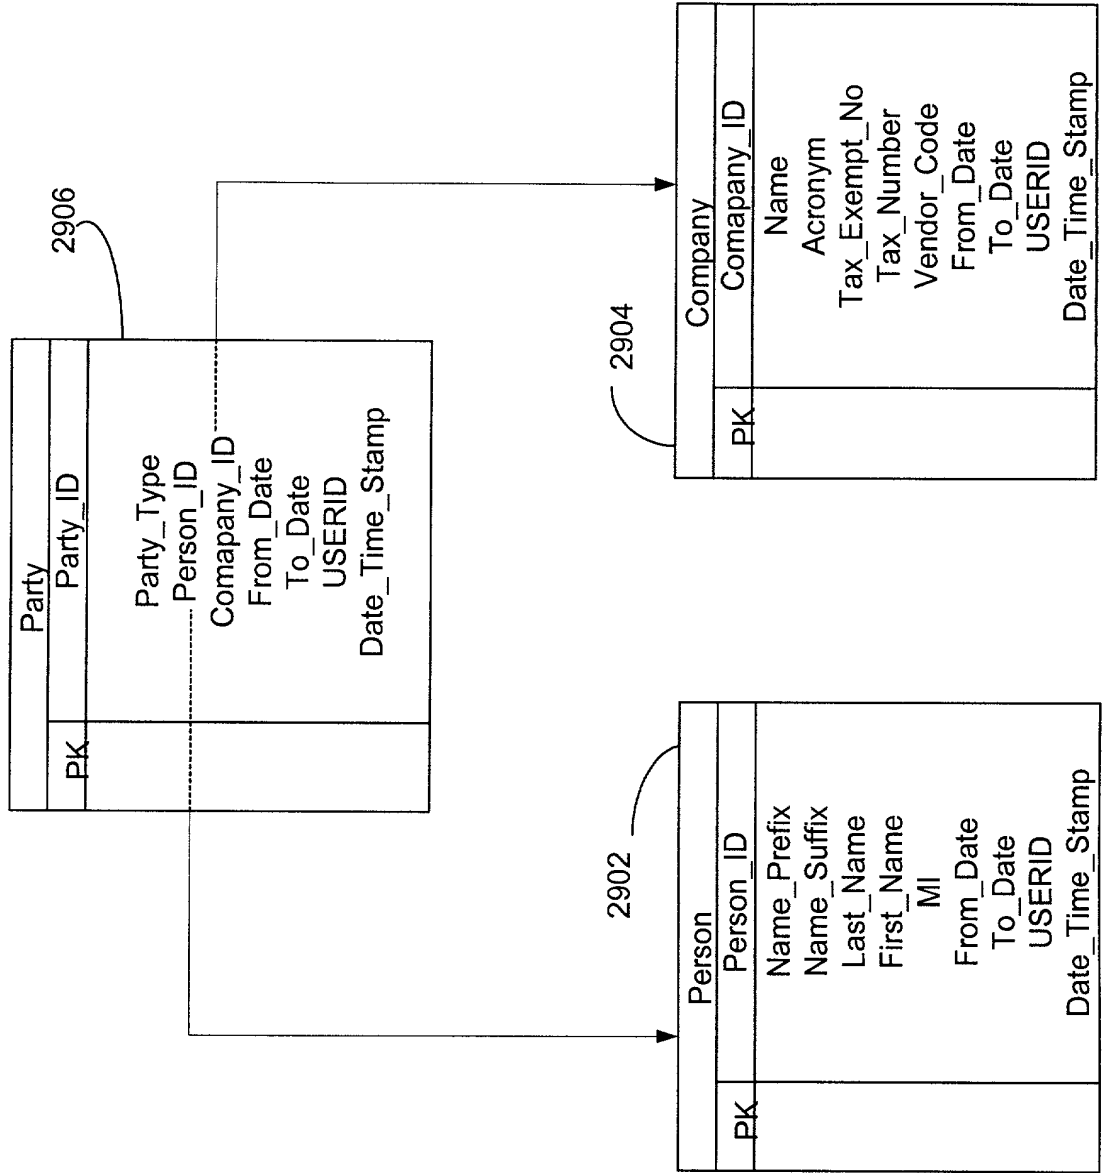 2906
Party
PK Party_ID
Party_Type
Person_ID
Comapany_ID
From_Date
To_Date
USERID
Date_Time_Stamp
2902
Person
PK Person_ID
Name_Prefix
Name_Suffix
Last_Name
First_Name
MI
From_Date
To_Date
USERID
Date_Time_Stamp
2904
Company
PK Comapany_ID
Name
Acronym
Tax_Exempt_No
Tax_Number
Vendor_Code
From_Date
To_Date
USERID
Date_Time_Stamp